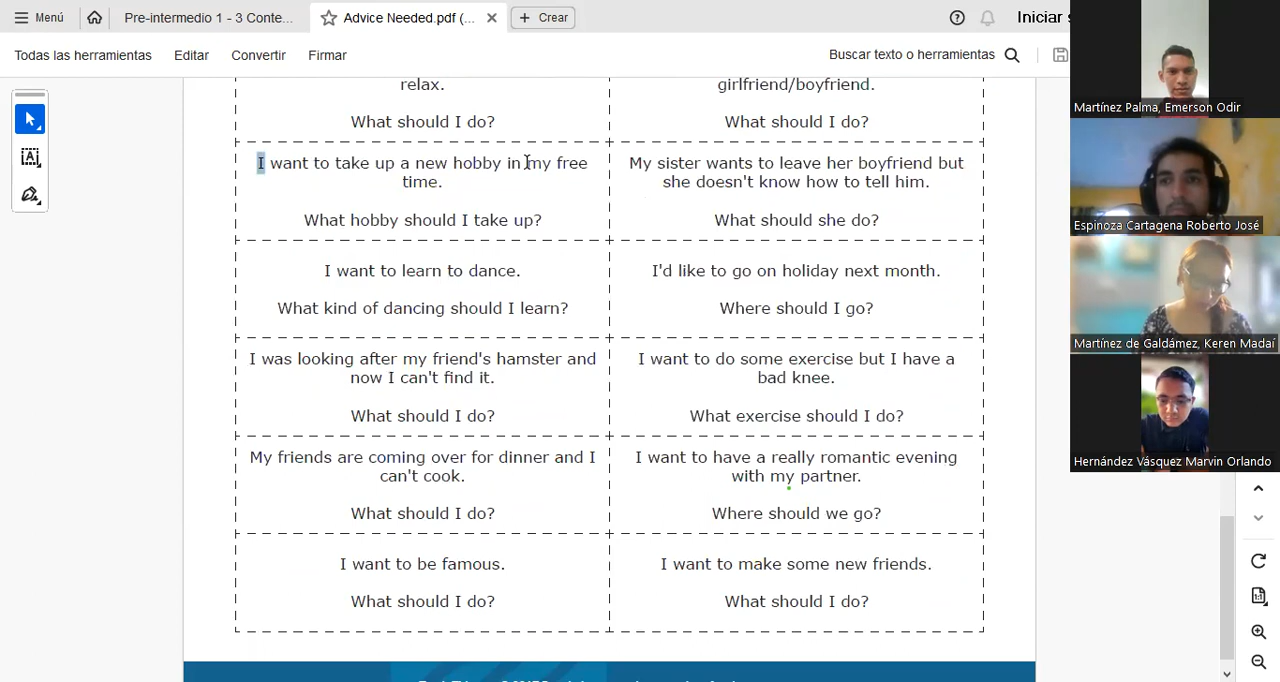 Menú
Pre-intermedio 1 - 3 Conte...
Advice Needed.pdf (...
Crear
Iniciar s
Todas las herramientas
Editar
Convertir
Firmar
Buscar texto o herramientas
relax.
What should I do?
girlfriend/boyfriend.
What should I do?
I want to take up a new hobby in my free
time.
What hobby should I take up?
My sister wants to leave her boyfriend but
she doesn't know how to tell him.
What should she do?
I want to learn to dance.
What kind of dancing should I learn?
I'd like to go on holiday next month.
Where should I go?
I was looking after my friend's hamster and
now I can't find it.
What should I do?
I want to do some exercise but I have a
bad knee.
What exercise should I do?
My friends are coming over for dinner and I
can't cook.
What should I do?
I want to have a really romantic evening
with my partner.
Where should we go?
I want to be famous.
What should I do?
I want to make some new friends.
What should I do?
Martínez Palma, Emerson Odir
Espinoza Cartagena Roberto José
Martínez de Galdámez, Keren Madaí
Hernández Vásquez Marvin Orlando
1:1